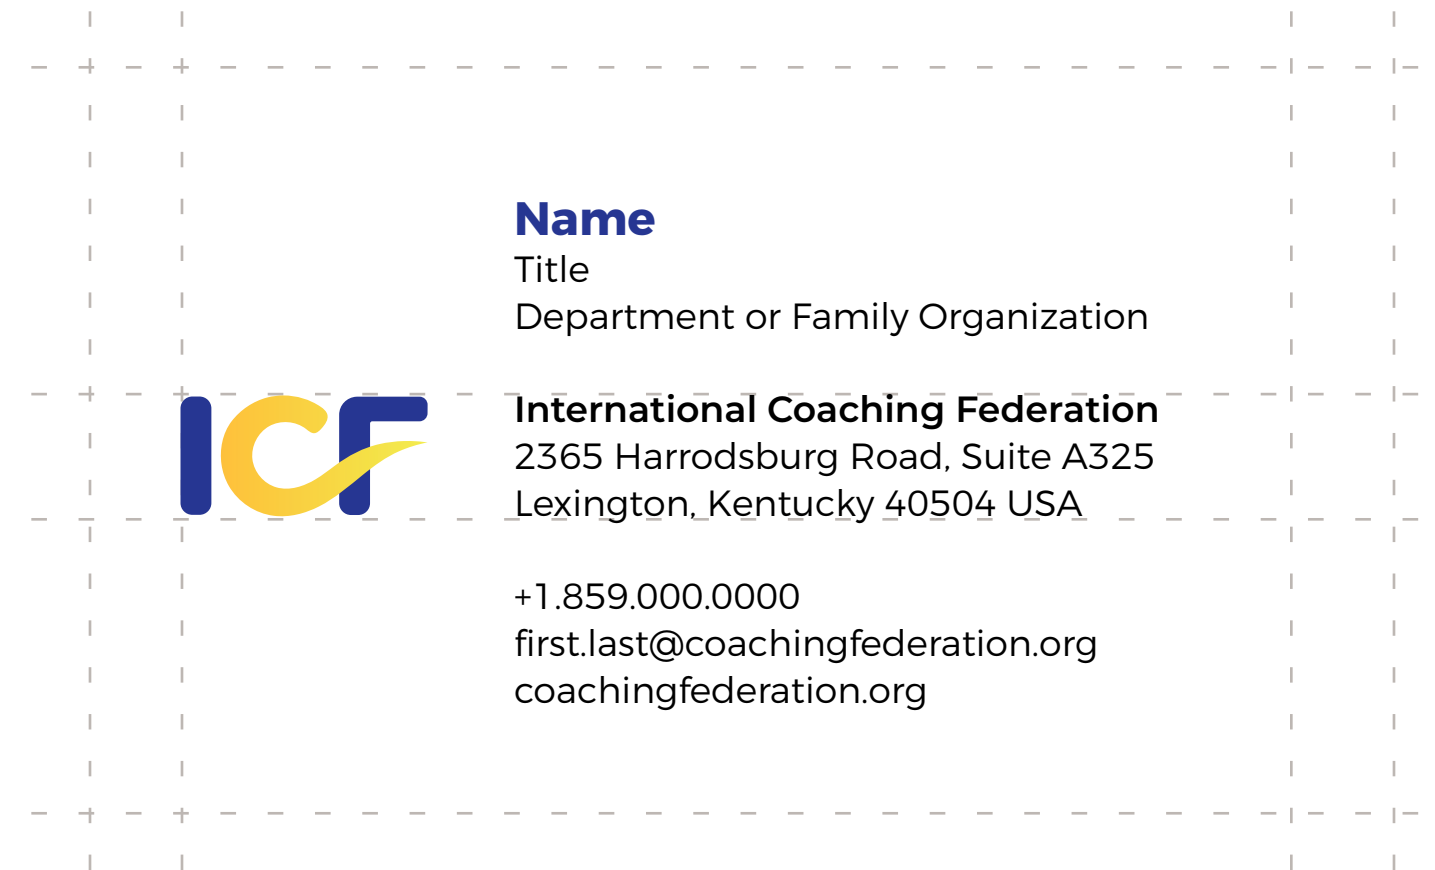 ICF
Name
Title
Department or Family Organization
International Coaching Federation
2365 Harrodsburg Road, Suite A325
Lexington, Kentucky 40504 USA
+1.859.000.0000
first.last@coachingfederation.org
coachingfederation.org